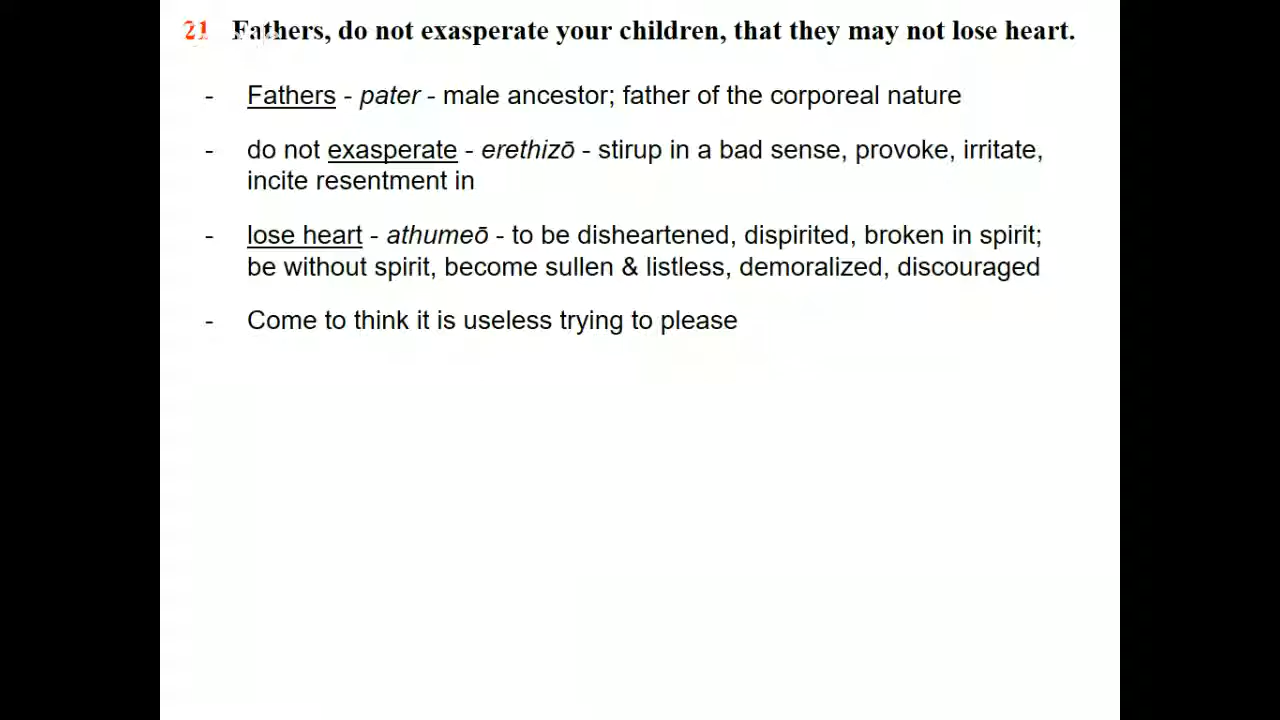 21 Fathers, do not exasperate your children, that they may not lose heart.
- Fathers - pater - male ancestor; father of the corporeal nature
- do not exasperate - erethizō - stirup in a bad sense, provoke, irritate,
incite resentment in
- lose heart - athumeō - to be disheartened, dispirited, broken in spirit;
be without spirit, become sullen & listless, demoralized, discouraged
- Come to think it is useless trying to please